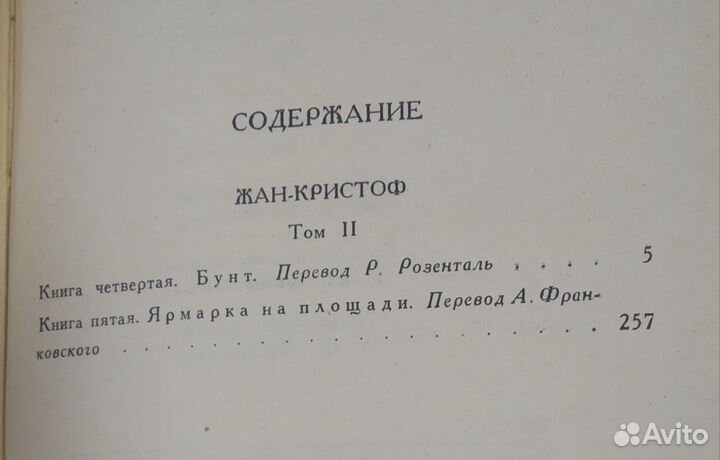 СОДЕРЖАНИЕ
ЖАН-КРИСТОФ
Том II
Книга четвертая. Бунт. Перевод Р. Розенталь . . . . 5
Книга пятая. Ярмарка на площади. Перевод А. Фран-
ковского . . . . . . . . . . . . . . . . . 257
Avito